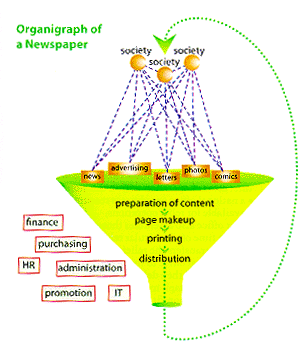 Organigraph of
a Newspaper
society
society
society
news
advertising
letters
photos
comics
preparation of content
page makeup
printing
distribution
finance
purchasing
HR
administration
promotion
IT